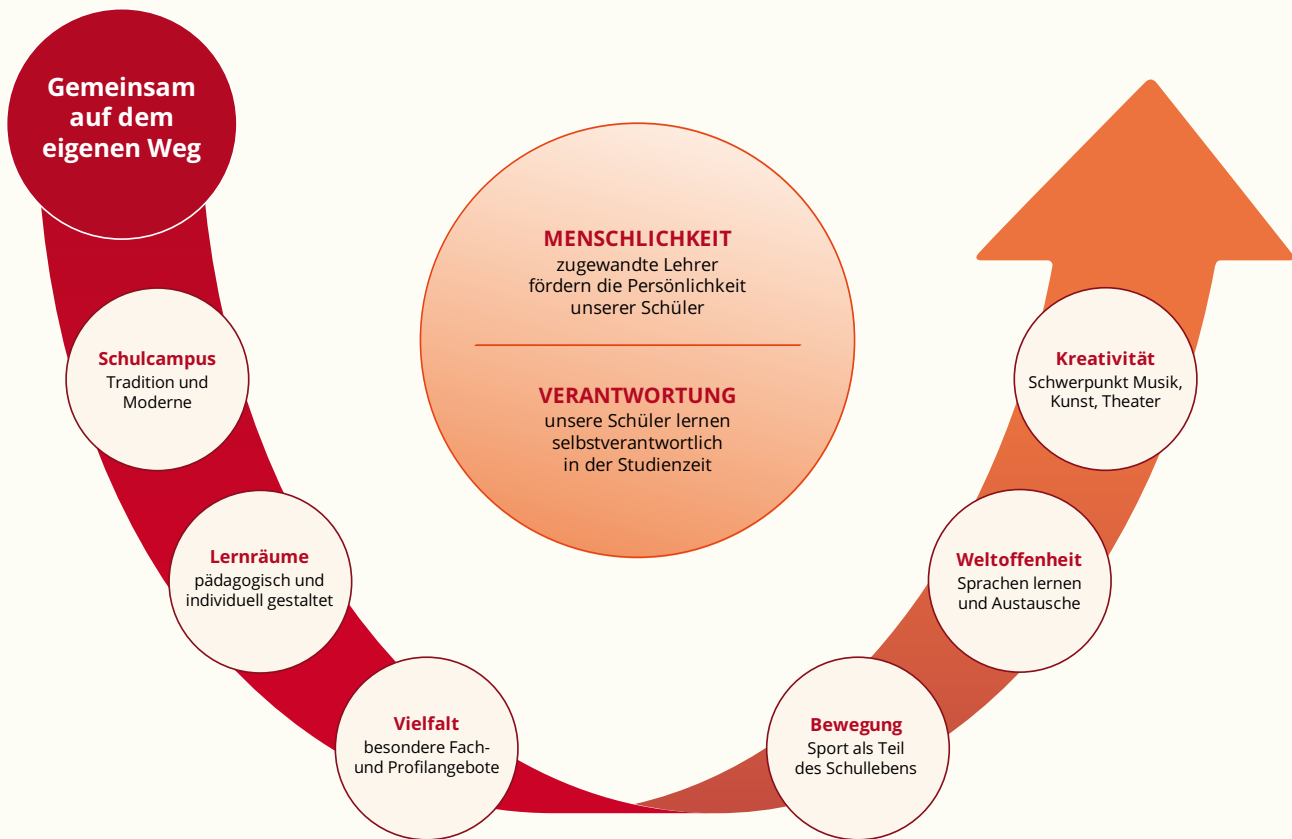 Gemeinsam
auf dem
eigenen Weg
MENSCHLICHKEIT
zugewandte Lehrer
fördern die Persönlichkeit
unserer Schüler
VERANTWORTUNG
unsere Schüler lernen
selbstverantwortlich
in der Studienzeit
Schulcampus
Tradition und
Moderne
Lernräume
pädagogisch und
individuell gestaltet
Vielfalt
besondere Fach-
und Profilangebote
Bewegung
Sport als Teil
des Schullebens
Weltoffenheit
Sprachen lernen
und Austausche
Kreativität
Schwerpunkt Musik,
Kunst, Theater